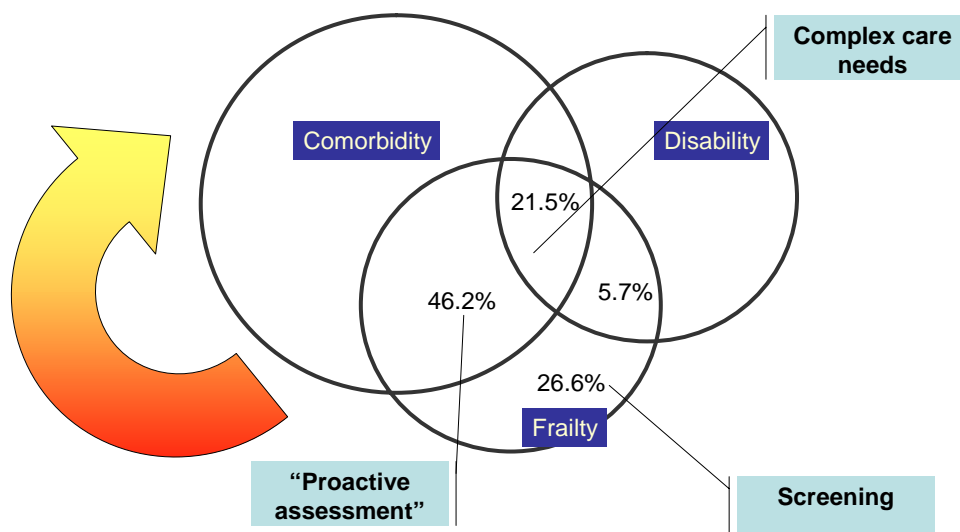 Complex care
needs
Comorbidity
Disability
21.5%
5.7%
46.2%
26.6%
Frailty
“Proactive
assessment”
Screening